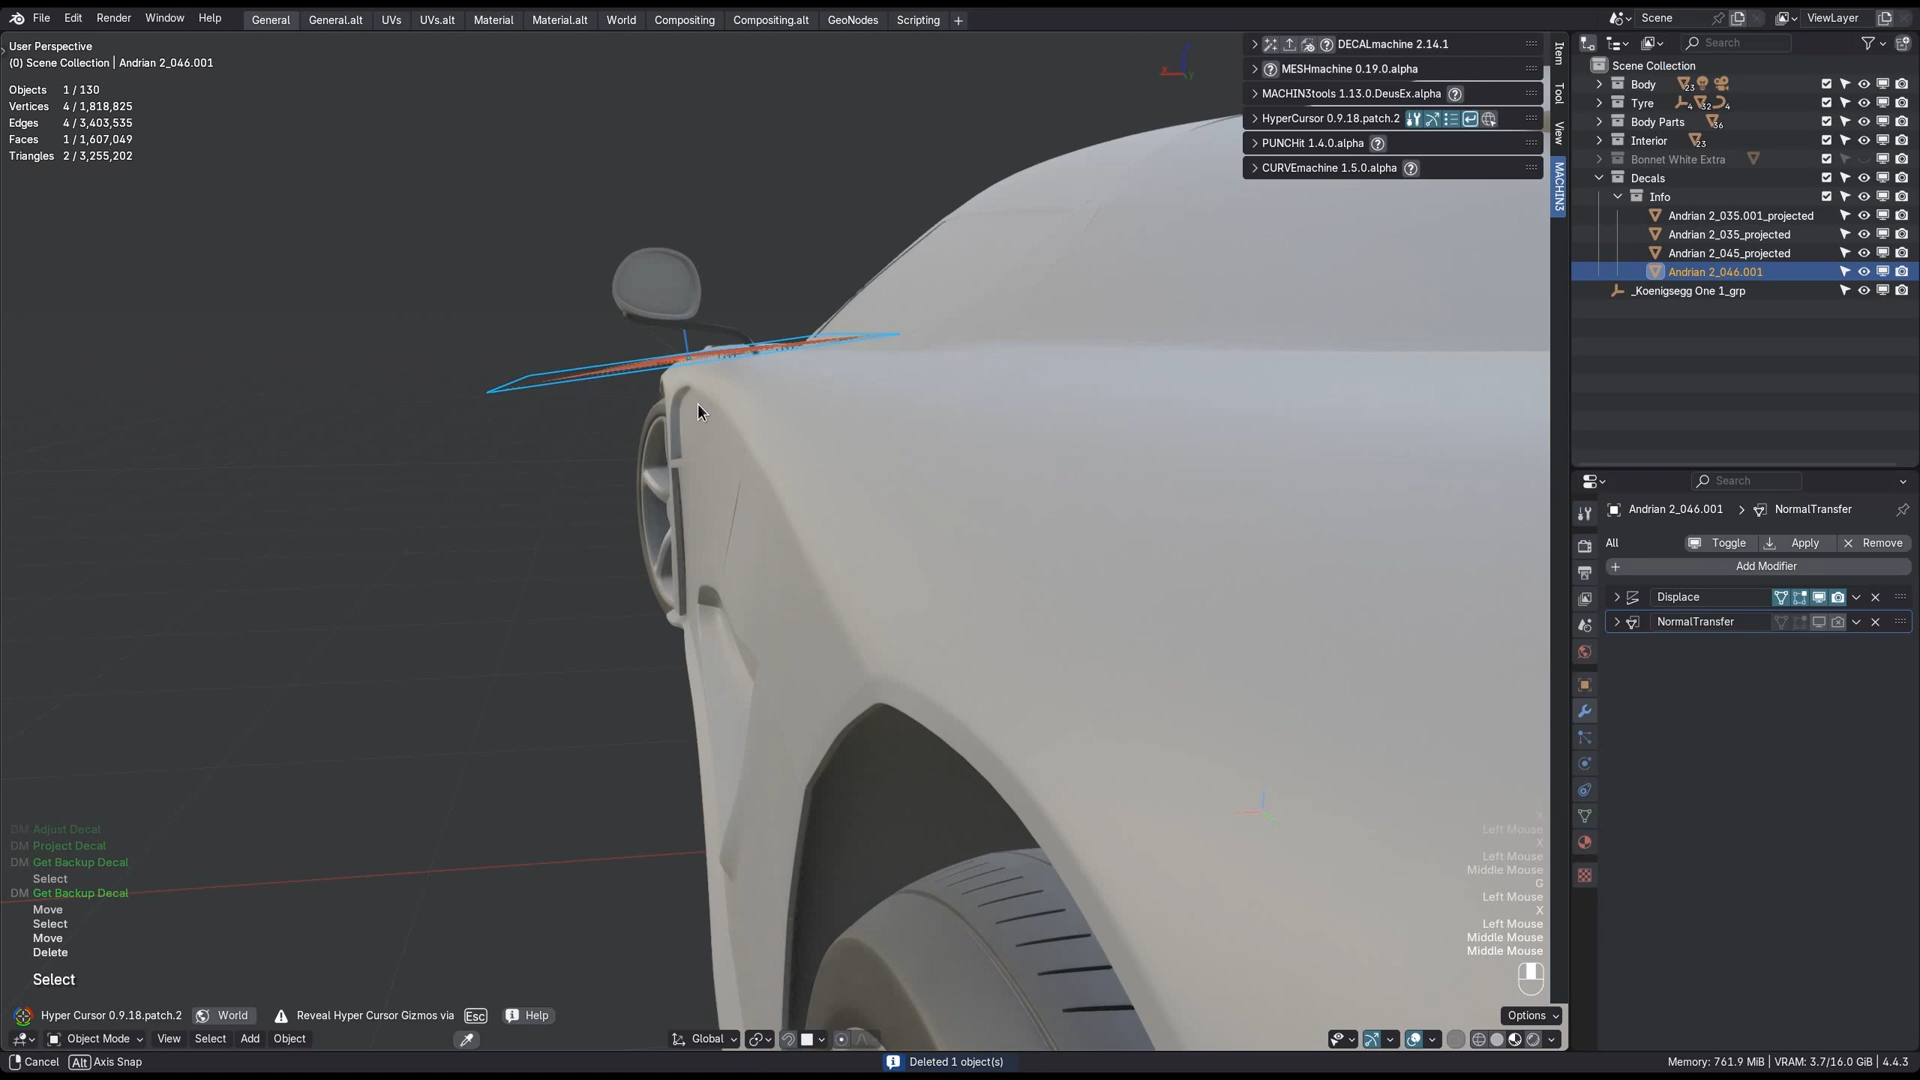 File Edit Render Window Help General General.alt UVs UVs.alt Material Material.alt World Compositing Compositing.alt GeoNodes Scripting + Scene ViewLayer
User Perspective
(0) Scene Collection | Andrian 2_046.001
Objects 1 / 130
Vertices 4 / 1,818,825
Edges 4 / 3,403,535
Faces 1 / 1,607,049
Triangles 2 / 3,255,202
x
y
DECALmachine 2.14.1
MESHmachine 0.19.0.alpha
MACHIN3tools 1.13.0.DeusEx.alpha
HyperCursor 0.9.18.patch.2
PUNCHit 1.4.0.alpha
CURVEmachine 1.5.0.alpha
Item
Tool
View
MACHIN3
Search
Scene Collection
Body 23
Tyre 4 32 4
Body Parts 36
Interior 23
Bonnet White Extra
Decals
Info
Andrian 2_035.001_projected
Andrian 2_035_projected
Andrian 2_045_projected
Andrian 2_046.001
_Koenigsegg One 1_grp
Search
Andrian 2_046.001 > NormalTransfer
All Toggle Apply Remove
+ Add Modifier
Displace
NormalTransfer
DM Adjust Decal
DM Project Decal
DM Get Backup Decal
Select
DM Get Backup Decal
Move
Select
Move
Delete
Select
Left Mouse
X
Left Mouse
Middle Mouse
G
Left Mouse
X
Left Mouse
Middle Mouse
Middle Mouse
Hyper Cursor 0.9.18.patch.2 World Reveal Hyper Cursor Gizmos via Esc Help
Options
Object Mode View Select Add Object Global
Cancel Alt Axis Snap Deleted 1 object(s) Memory: 761.9 MiB | VRAM: 3.7/16.0 GiB | 4.4.3